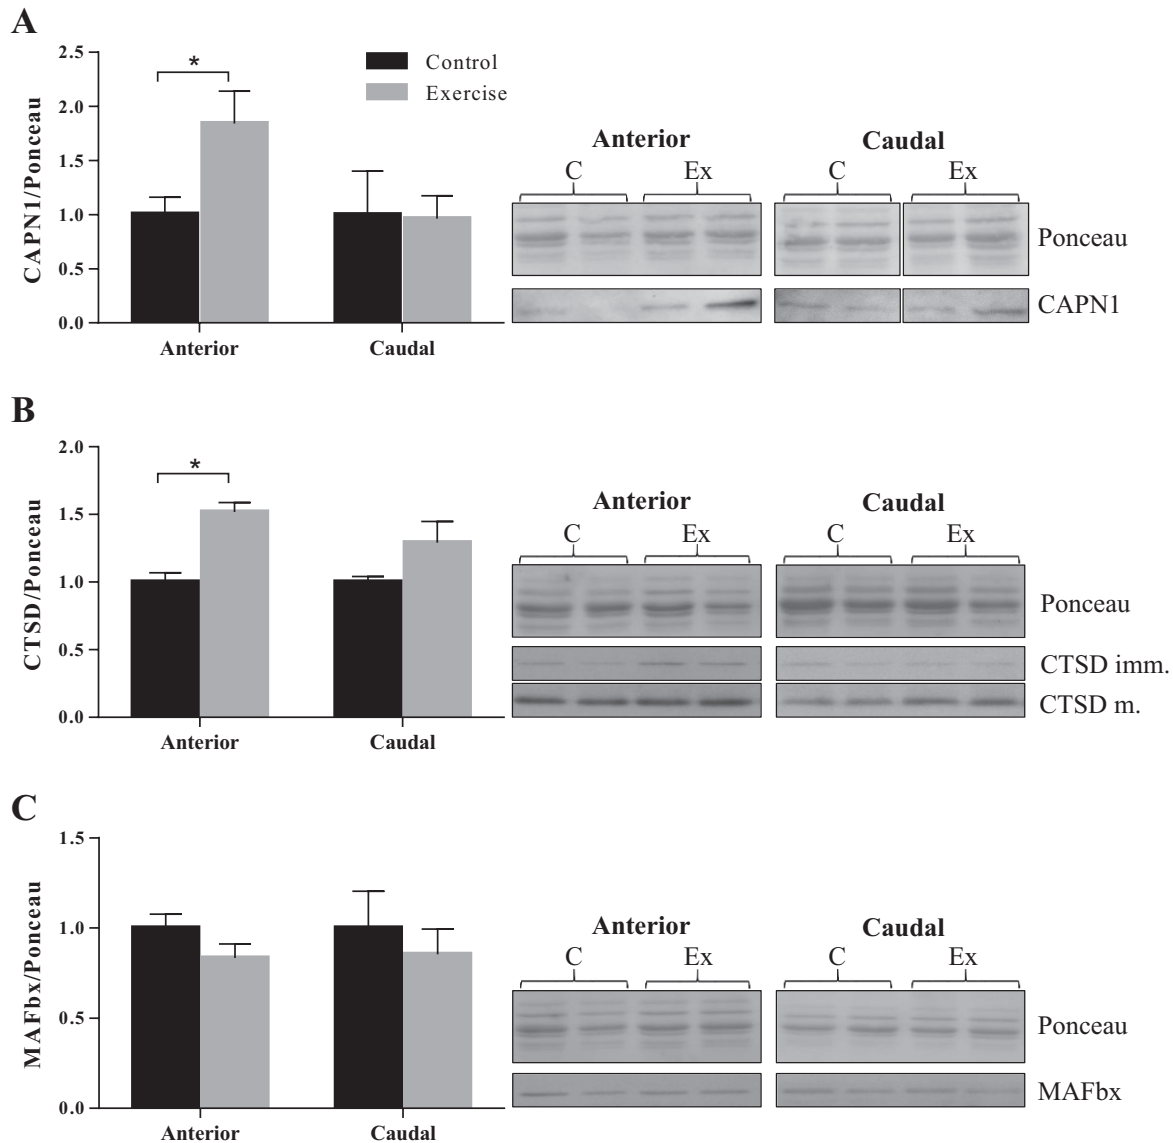 A
CAPN1/Ponceau
2.5
2.0
1.5
1.0
0.5
0.0
*
Control
Exercise
Anterior
Caudal
Anterior
Caudal
C
Ex
C
Ex
Ponceau
CAPN1
B
CTSD/Ponceau
2.0
1.5
1.0
0.5
0.0
*
Anterior
Caudal
Anterior
Caudal
C
Ex
C
Ex
Ponceau
CTSD imm.
CTSD m.
C
MAFbx/Ponceau
1.5
1.0
0.5
0.0
Anterior
Caudal
Anterior
Caudal
C
Ex
C
Ex
Ponceau
MAFbx